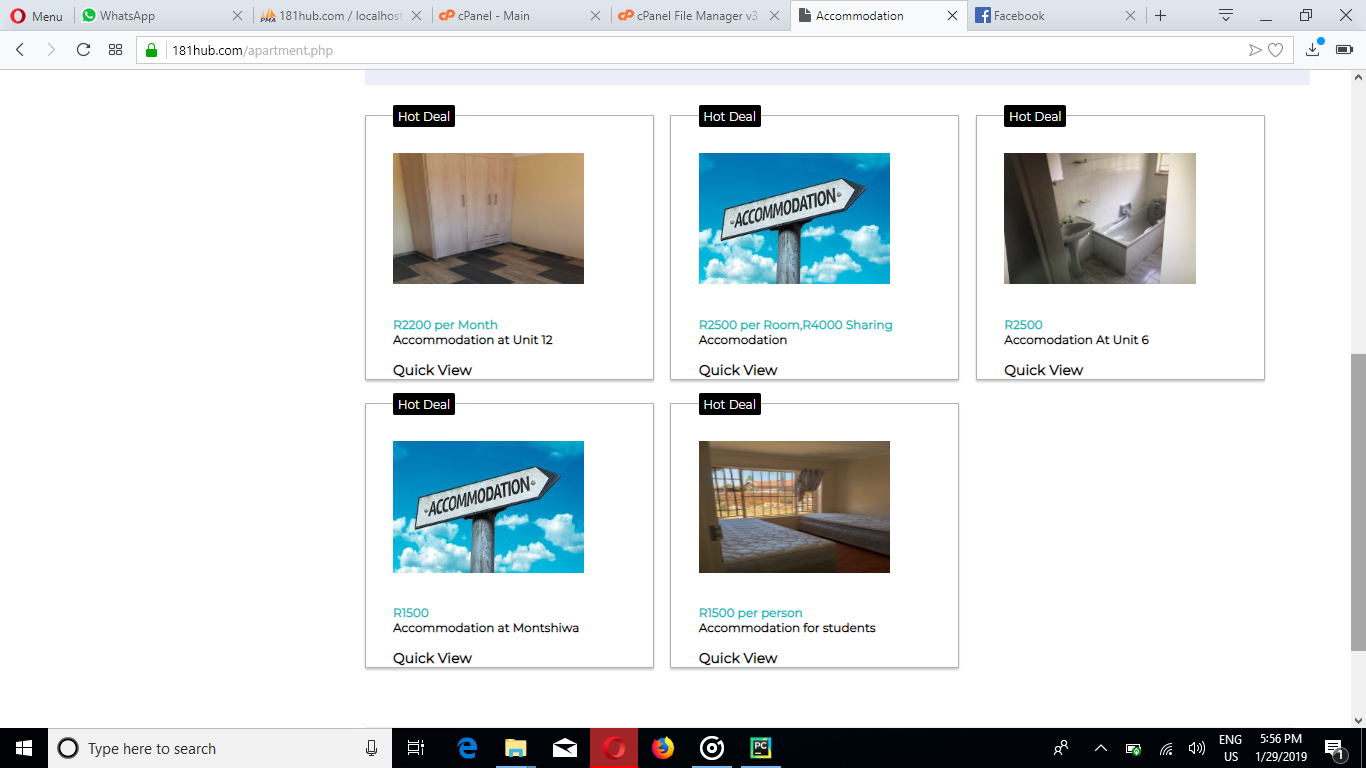 Menu
WhatsApp
181hub.com / localhost
cPanel - Main
cPanel File Manager v3
Accommodation
Facebook
181hub.com/apartment.php
Hot Deal
Hot Deal
Hot Deal
ACCOMMODATION
R2200 per Month
Accommodation at Unit 12
Quick View
R2500 per Room,R4000 Sharing
Accomodation
Quick View
R2500
Accomodation At Unit 6
Quick View
Hot Deal
Hot Deal
ACCOMMODATION
R1500
Accommodation at Montshiwa
Quick View
R1500 per person
Accommodation for students
Quick View
Type here to search
PC
ENG
US
5:56 PM
1/29/2019
1